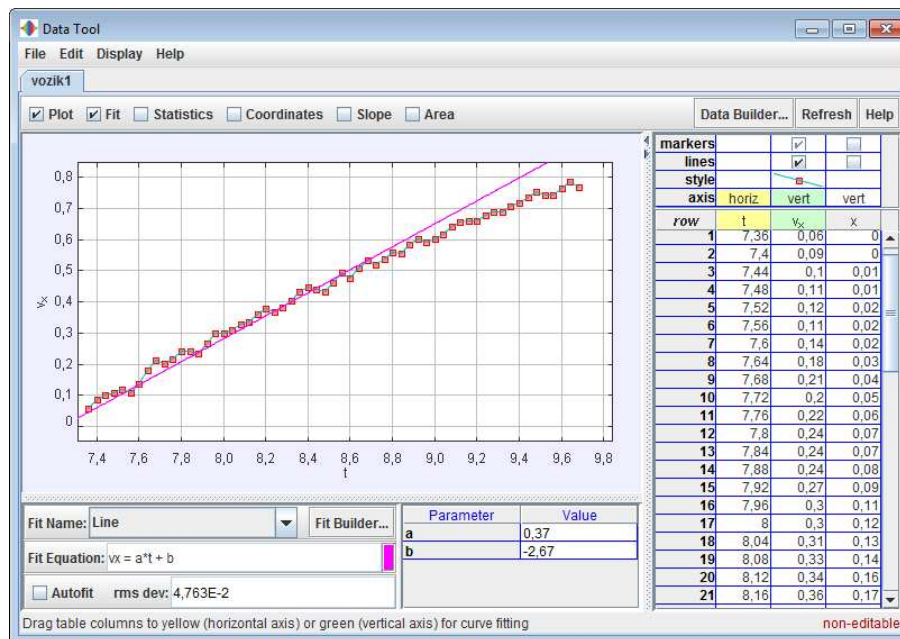 Data Tool
File Edit Display Help
vozik1
Plot Fit Statistics Coordinates Slope Area Data Builder... Refresh Help
0,8
0,7
0,6
0,5
0,4
0,3
0,2
0,1
0
vx
7,4 7,6 7,8 8,0 8,2 8,4 8,6 8,8 9,0 9,2 9,4 9,6 9,8
t
markers
lines
style
axis horiz vert vert
row t vx x
1 7,36 0,06 0
2 7,4 0,09 0
3 7,44 0,1 0,01
4 7,48 0,11 0,01
5 7,52 0,12 0,02
6 7,56 0,11 0,02
7 7,6 0,14 0,02
8 7,64 0,18 0,03
9 7,68 0,21 0,04
10 7,72 0,2 0,05
11 7,76 0,22 0,06
12 7,8 0,24 0,07
13 7,84 0,24 0,07
14 7,88 0,24 0,08
15 7,92 0,27 0,09
16 7,96 0,3 0,11
17 8 0,3 0,12
18 8,04 0,31 0,13
19 8,08 0,33 0,14
20 8,12 0,34 0,16
21 8,16 0,36 0,17
Fit Name: Line Fit Builder...
Fit Equation: vx = a*t + b
Autofit rms dev: 4,763E-2
Parameter Value
a 0,37
b -2,67
Drag table columns to yellow (horizontal axis) or green (vertical axis) for curve fitting non-editable